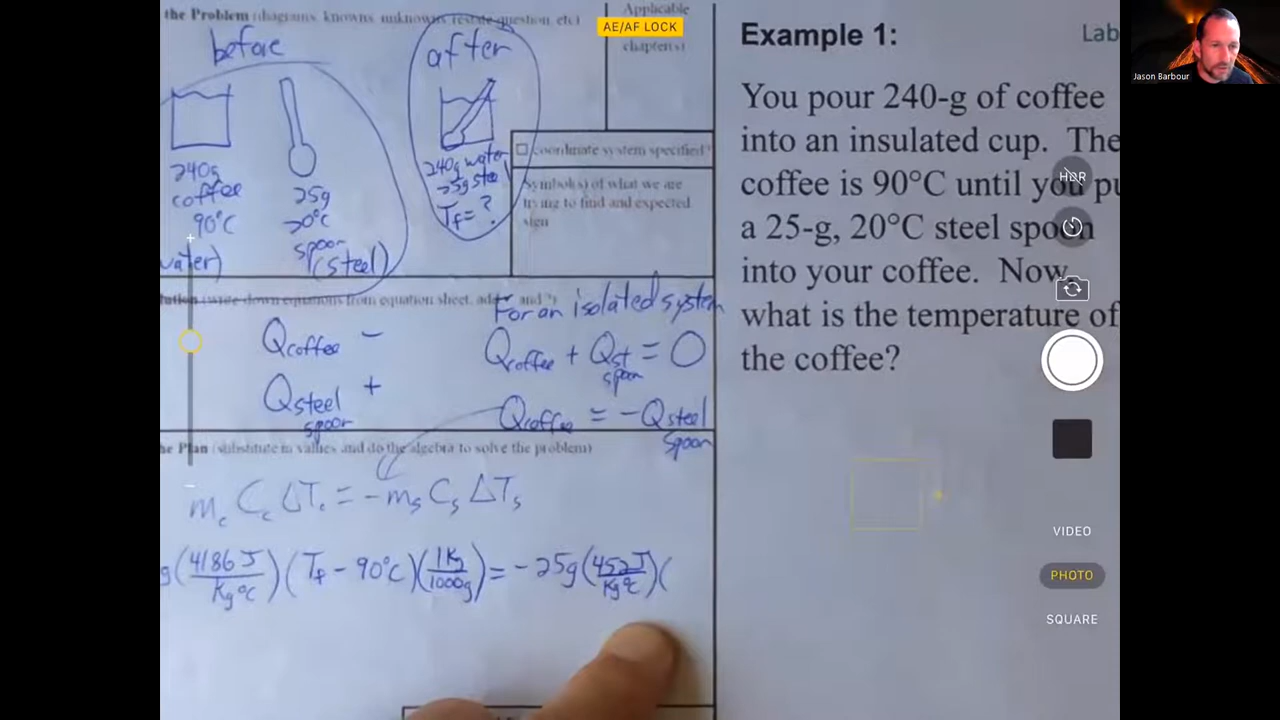 the Problem (diagrams, knowns, unknowns, restate question, etc)
Applicable
chapter(s)
AE/AF LOCK
before
after
240g
coffee
90°C
water)
25g
20°C
spoon
(steel)
240g water
25g steel
Tf = ?
coordinate system specified?
Symbol(s) of what we are
trying to find and expected
sign
lution (write down equations from equation sheet, add and )
Qcoffee -
Qsteel +
spoon
For an isolated system
Qcoffee + Qst = 0
spoon
Qcoffee = -Qsteel
spoon
he Plan (substitute in values and do the algebra to solve the problem)
mc Cc ΔTc = -ms Cs ΔTs
g(4186 J/Kg°C)(Tf - 90°C)(1Kg/1000g) = -25g(452J/Kg°C)(
Example 1:
Lab
You pour 240-g of coffee
into an insulated cup. The
coffee is 90°C until you pu
a 25-g, 20°C steel spoon
into your coffee. Now,
what is the temperature of
the coffee?
HDR
VIDEO
PHOTO
SQUARE
Jason Barbour